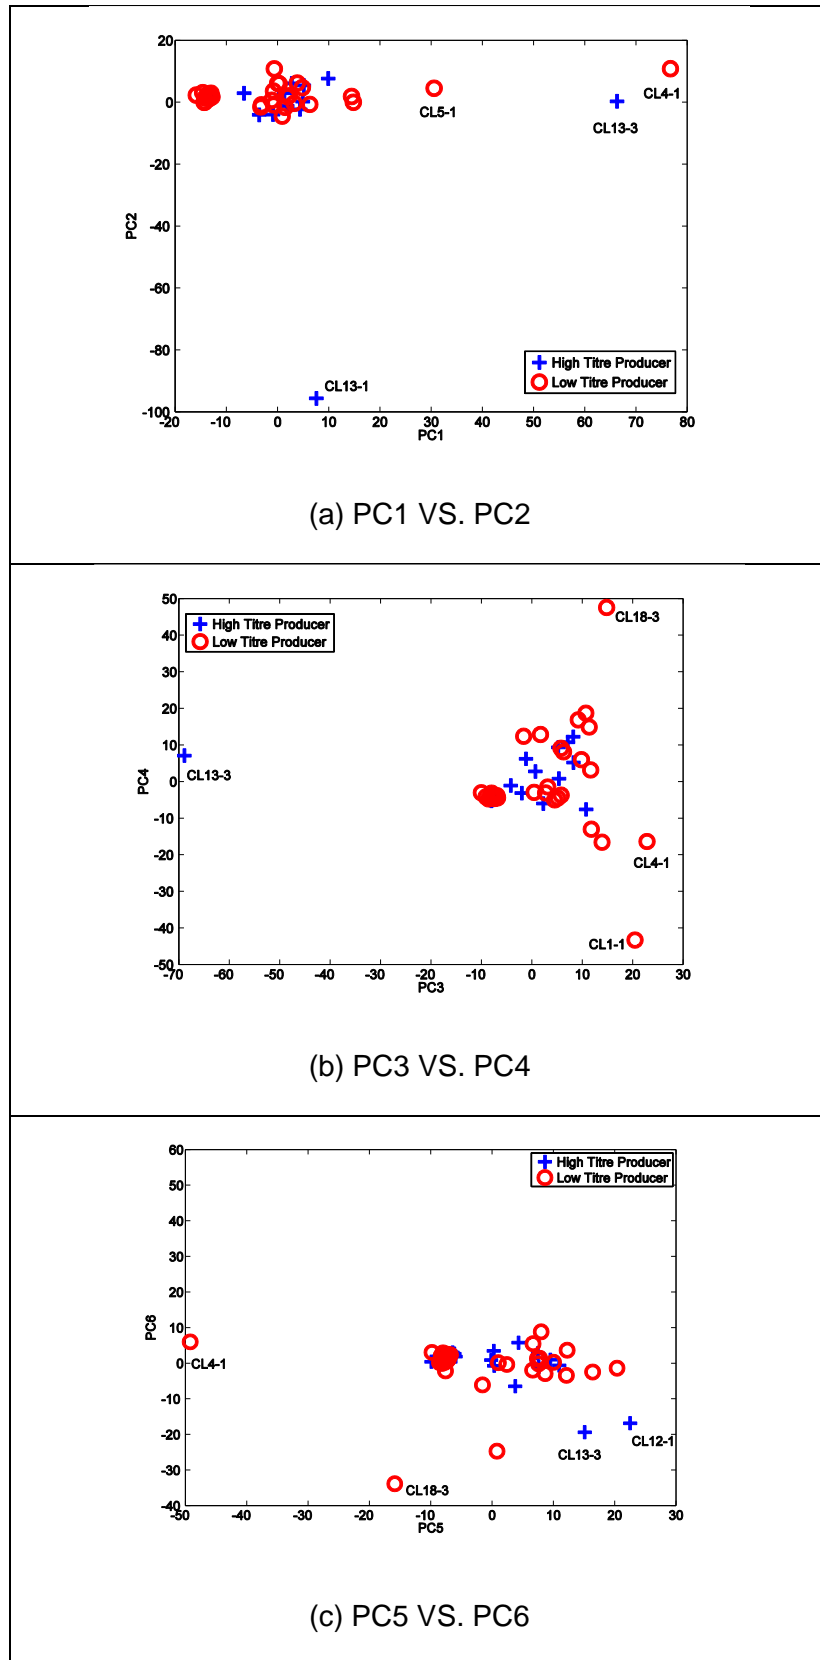 20
0
-20
-40
-60
-80
-100
PC2
CL5-1
CL4-1
CL13-3
CL13-1
High Titre Producer
Low Titre Producer
-20 -10 0 10 20 30 40 50 60 70 80
PC1
(a) PC1 VS. PC2
50
40
30
20
10
0
-10
-20
-30
-40
-50
PC4
High Titre Producer
Low Titre Producer
CL18-3
CL13-3
CL4-1
CL1-1
-70 -60 -50 -40 -30 -20 -10 0 10 20 30
PC3
(b) PC3 VS. PC4
60
50
40
30
20
10
0
-10
-20
-30
-40
PC6
High Titre Producer
Low Titre Producer
CL4-1
CL12-1
CL13-3
CL18-3
-50 -40 -30 -20 -10 0 10 20 30
PC5
(c) PC5 VS. PC6